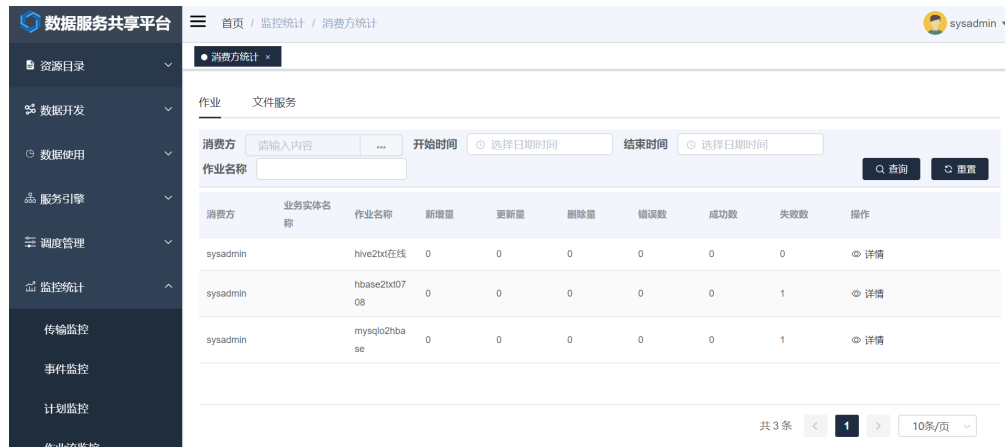 数据服务共享平台
首页 / 监控统计 / 消费方统计
sysadmin
资源目录
数据开发
数据使用
服务引擎
调度管理
监控统计
传输监控
事件监控
计划监控
作业流监控
消费方统计 ×
作业 文件服务
消费方 请输入内容 ... 开始时间 选择日期时间 结束时间 选择日期时间
作业名称 查询 重置
消费方 业务实体名称 作业名称 新增量 更新量 删除量 错误数 成功数 失败数 操作
sysadmin hive2txt在线 0 0 0 0 0 0 详情
sysadmin hbase2txt0708 0 0 0 0 0 1 详情
sysadmin mysqlo2hbase 0 0 0 0 0 1 详情
共 3 条 < 1 > 10条/页